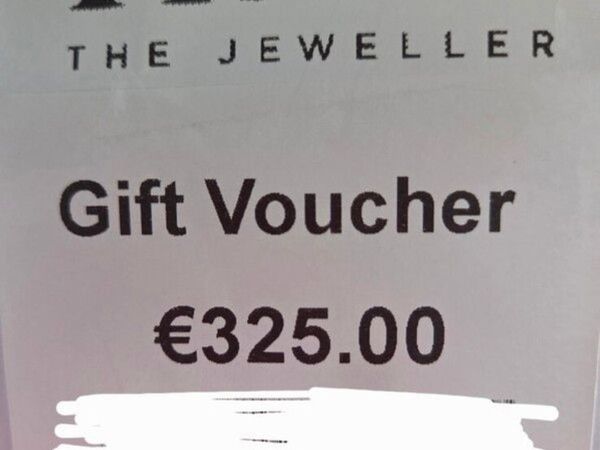 THE JEWELLER
Gift Voucher
€325.00